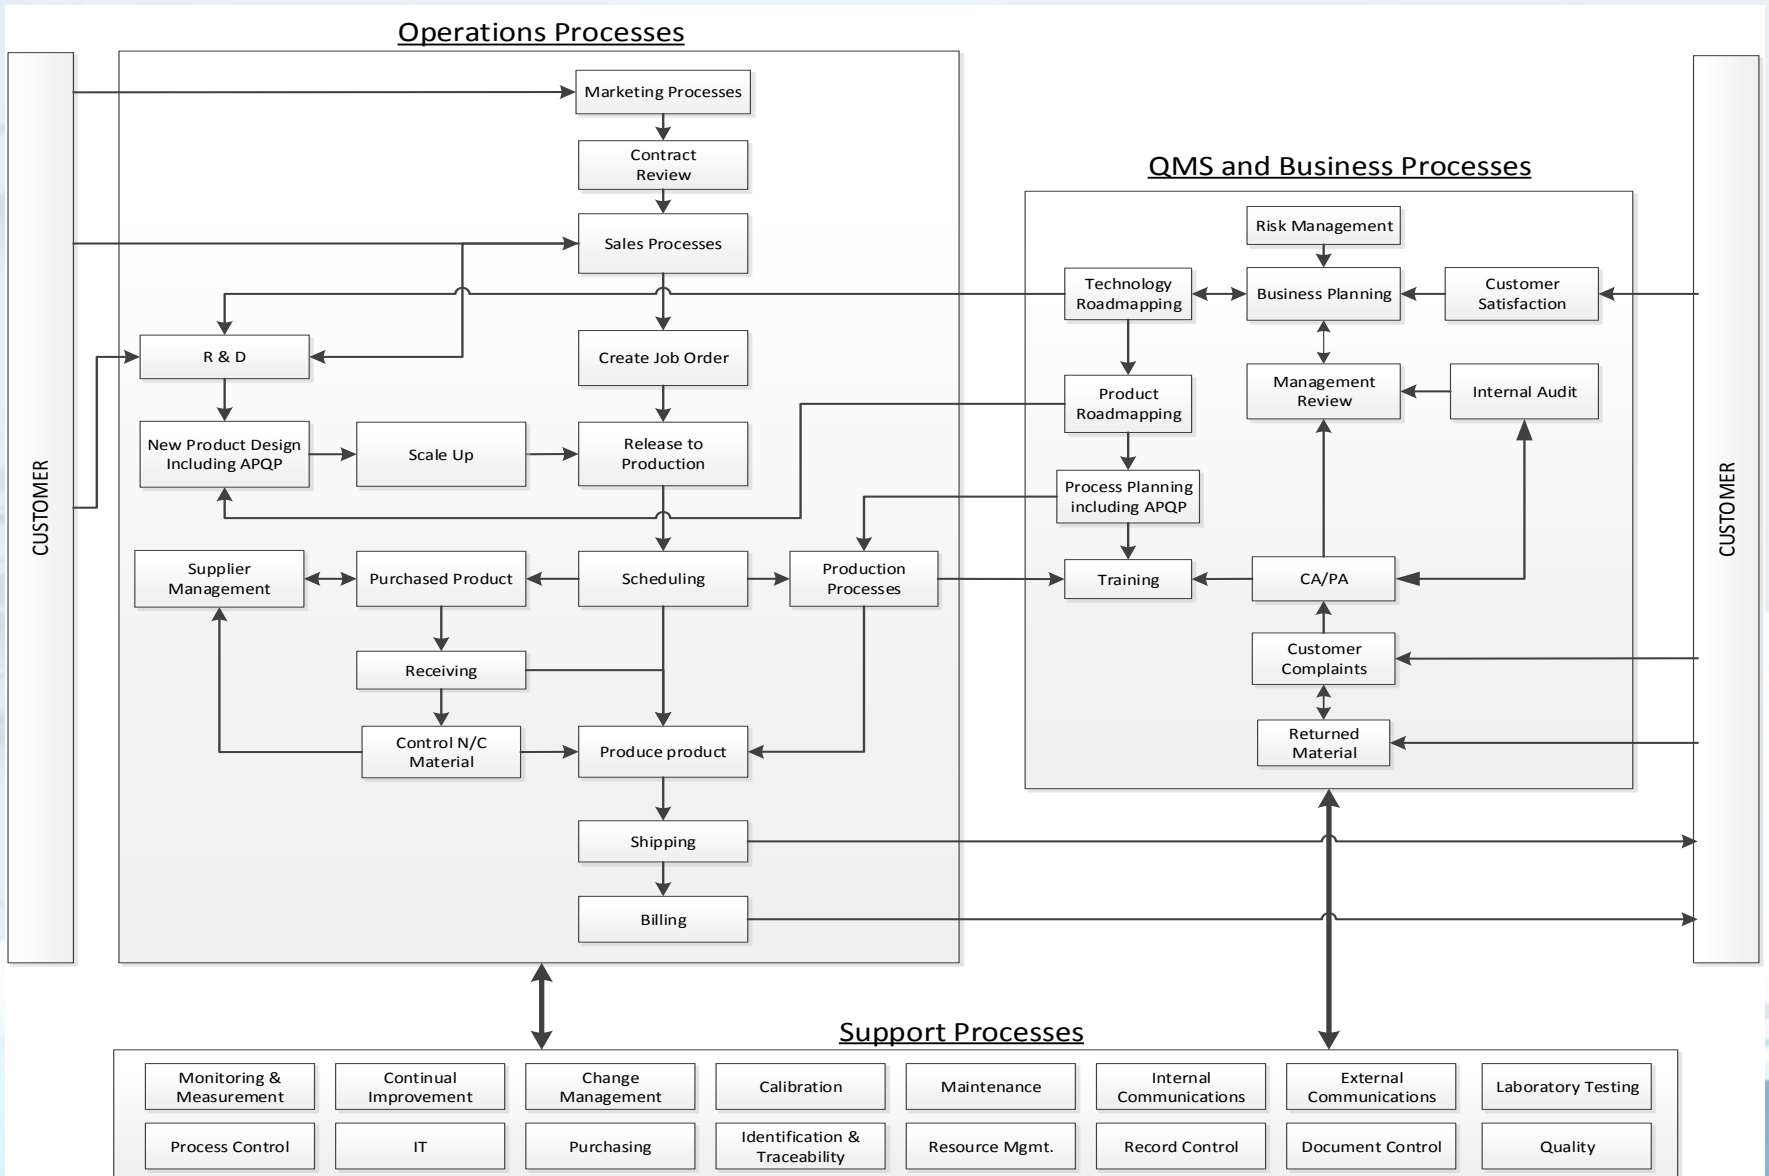 Operations Processes
CUSTOMER
Marketing Processes
Contract
Review
Sales Processes
R & D
Create Job Order
New Product Design
Including APQP
Scale Up
Release to
Production
Supplier
Management
Purchased Product
Scheduling
Production
Processes
Receiving
Control N/C
Material
Produce product
Shipping
Billing
QMS and Business Processes
Risk Management
Technology
Roadmapping
Business Planning
Customer
Satisfaction
Product
Roadmapping
Management
Review
Internal Audit
Process Planning
including APQP
Training
CA/PA
Customer
Complaints
Returned
Material
CUSTOMER
Support Processes
Monitoring &
Measurement
Continual
Improvement
Change
Management
Calibration
Maintenance
Internal
Communications
External
Communications
Laboratory Testing
Process Control
IT
Purchasing
Identification &
Traceability
Resource Mgmt.
Record Control
Document Control
Quality